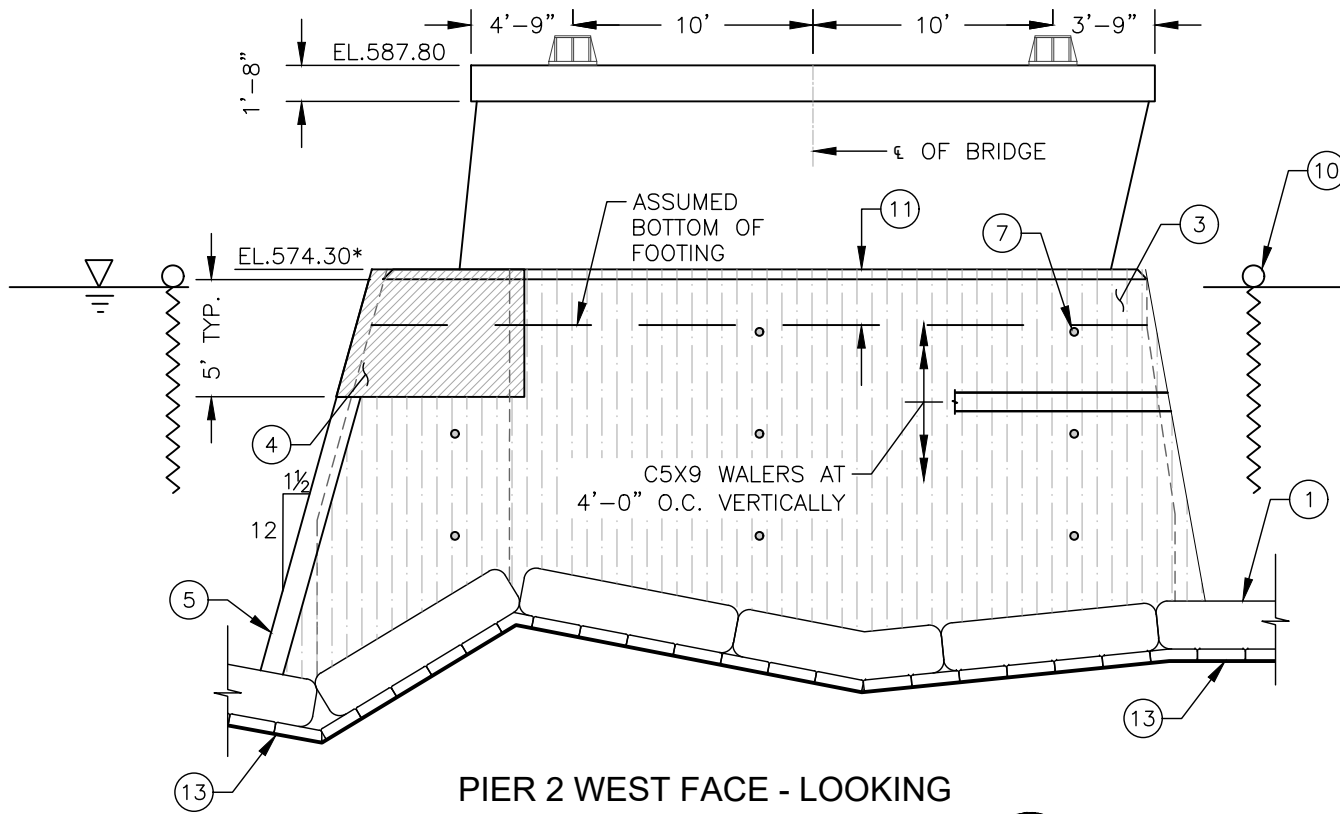 4'-9" 10' 10' 3'-9"
EL.587.80
1'-8"
℄ OF BRIDGE
10
ASSUMED
BOTTOM OF
FOOTING
11
7
3
EL.574.30*
5' TYP.
4
1½
12
C5X9 WALERS AT
4'-0" O.C. VERTICALLY
1
5
13
13
PIER 2 WEST FACE - LOOKING